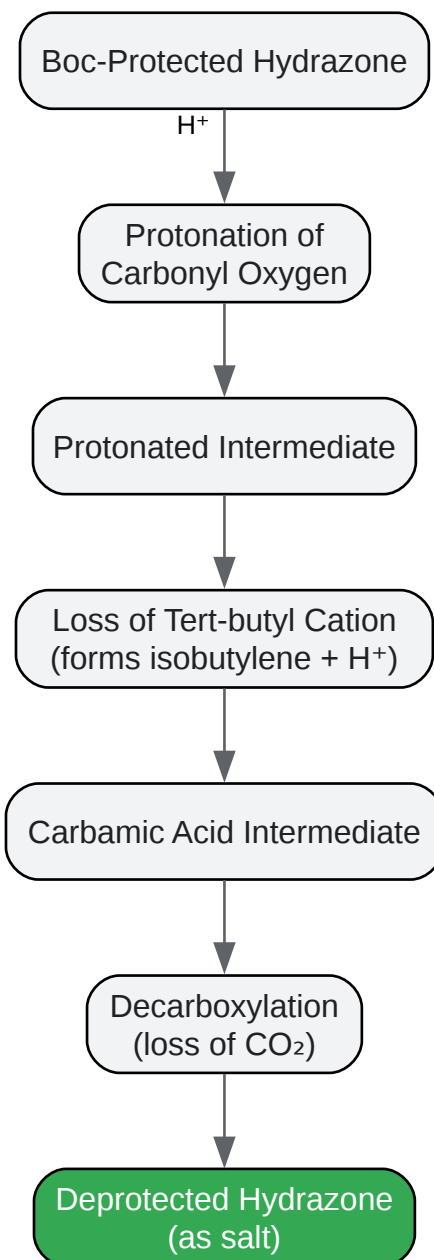 Boc-Protected Hydrazone
H⁺
Protonation of
Carbonyl Oxygen
Protonated Intermediate
Loss of Tert-butyl Cation
(forms isobutylene + H⁺)
Carbamic Acid Intermediate
Decarboxylation
(loss of CO₂)
Deprotected Hydrazone
(as salt)